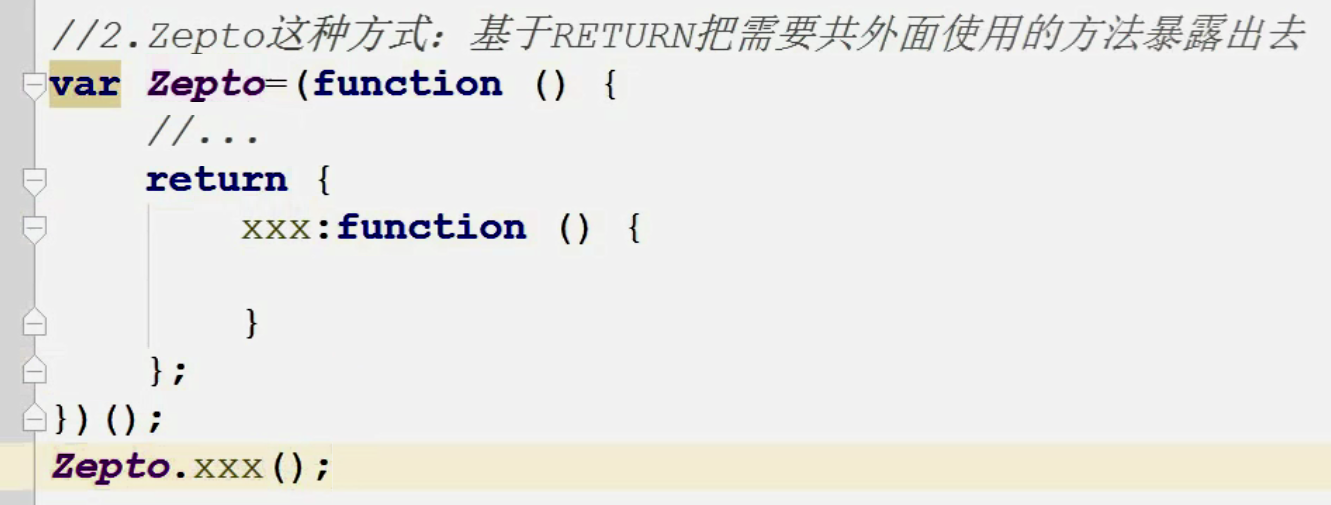 //2.Zepto这种方式：基于RETURN把需要共外面使用的方法暴露出去
var Zepto=(function () {
//...
return {
xxx:function () {
}
};
})();
Zepto.xxx();